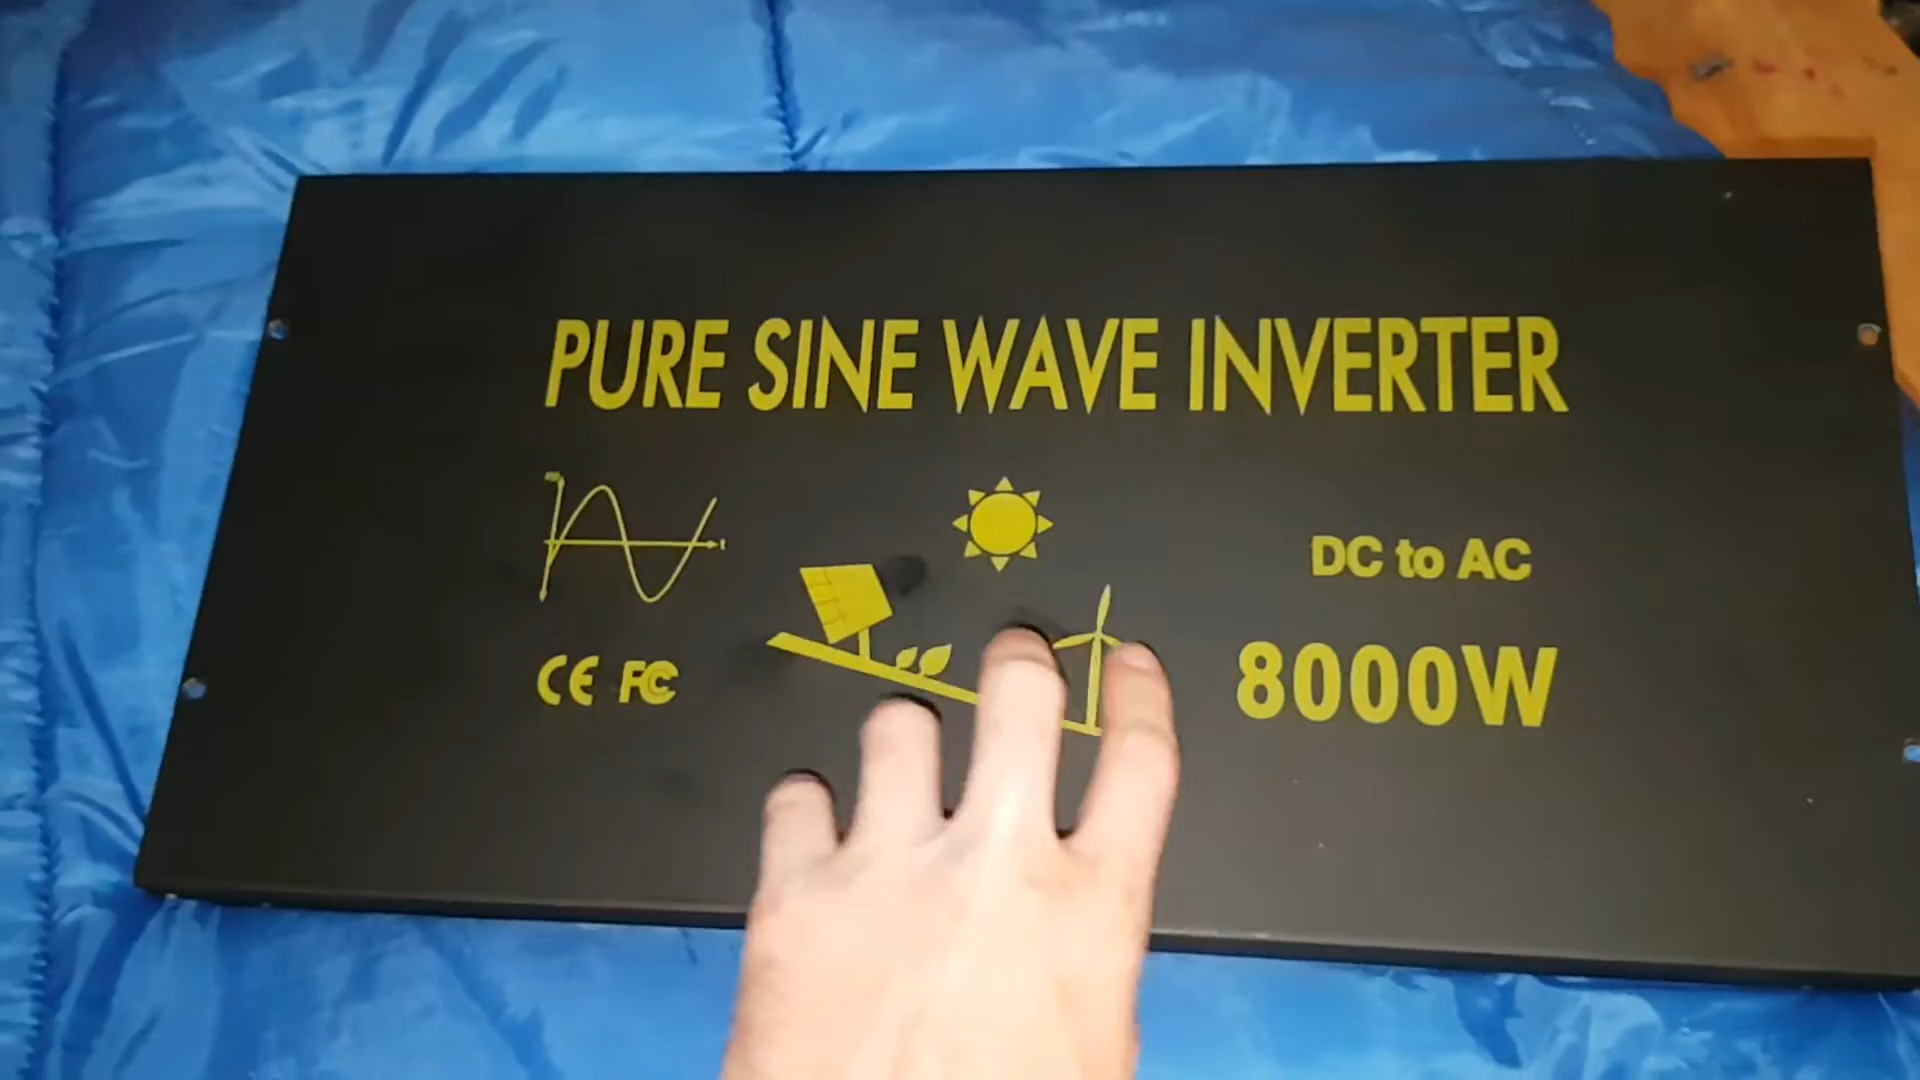 PURE SINE WAVE INVERTER
t
DC to AC
CE FC
8000W